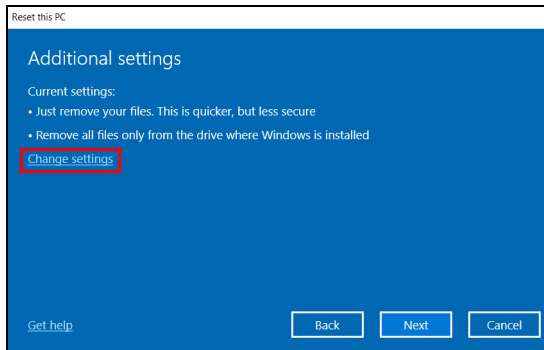 Reset this PC
Additional settings
Current settings:
• Just remove your files. This is quicker, but less secure
• Remove all files only from the drive where Windows is installed
Change settings
Get help
Back
Next
Cancel